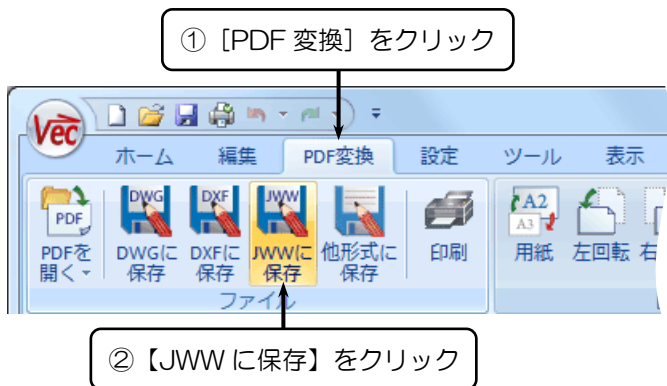 ① [PDF 変換] をクリック
Vec
ホーム 編集 PDF変換 設定 ツール 表示
PDF DWG DXF JWW A2
A3
PDFを DWGに DXFに JWWに 他形式に 印刷 用紙 左回転 右
開く 保存 保存 保存 保存
ファイル
② 【JWW に保存】をクリック